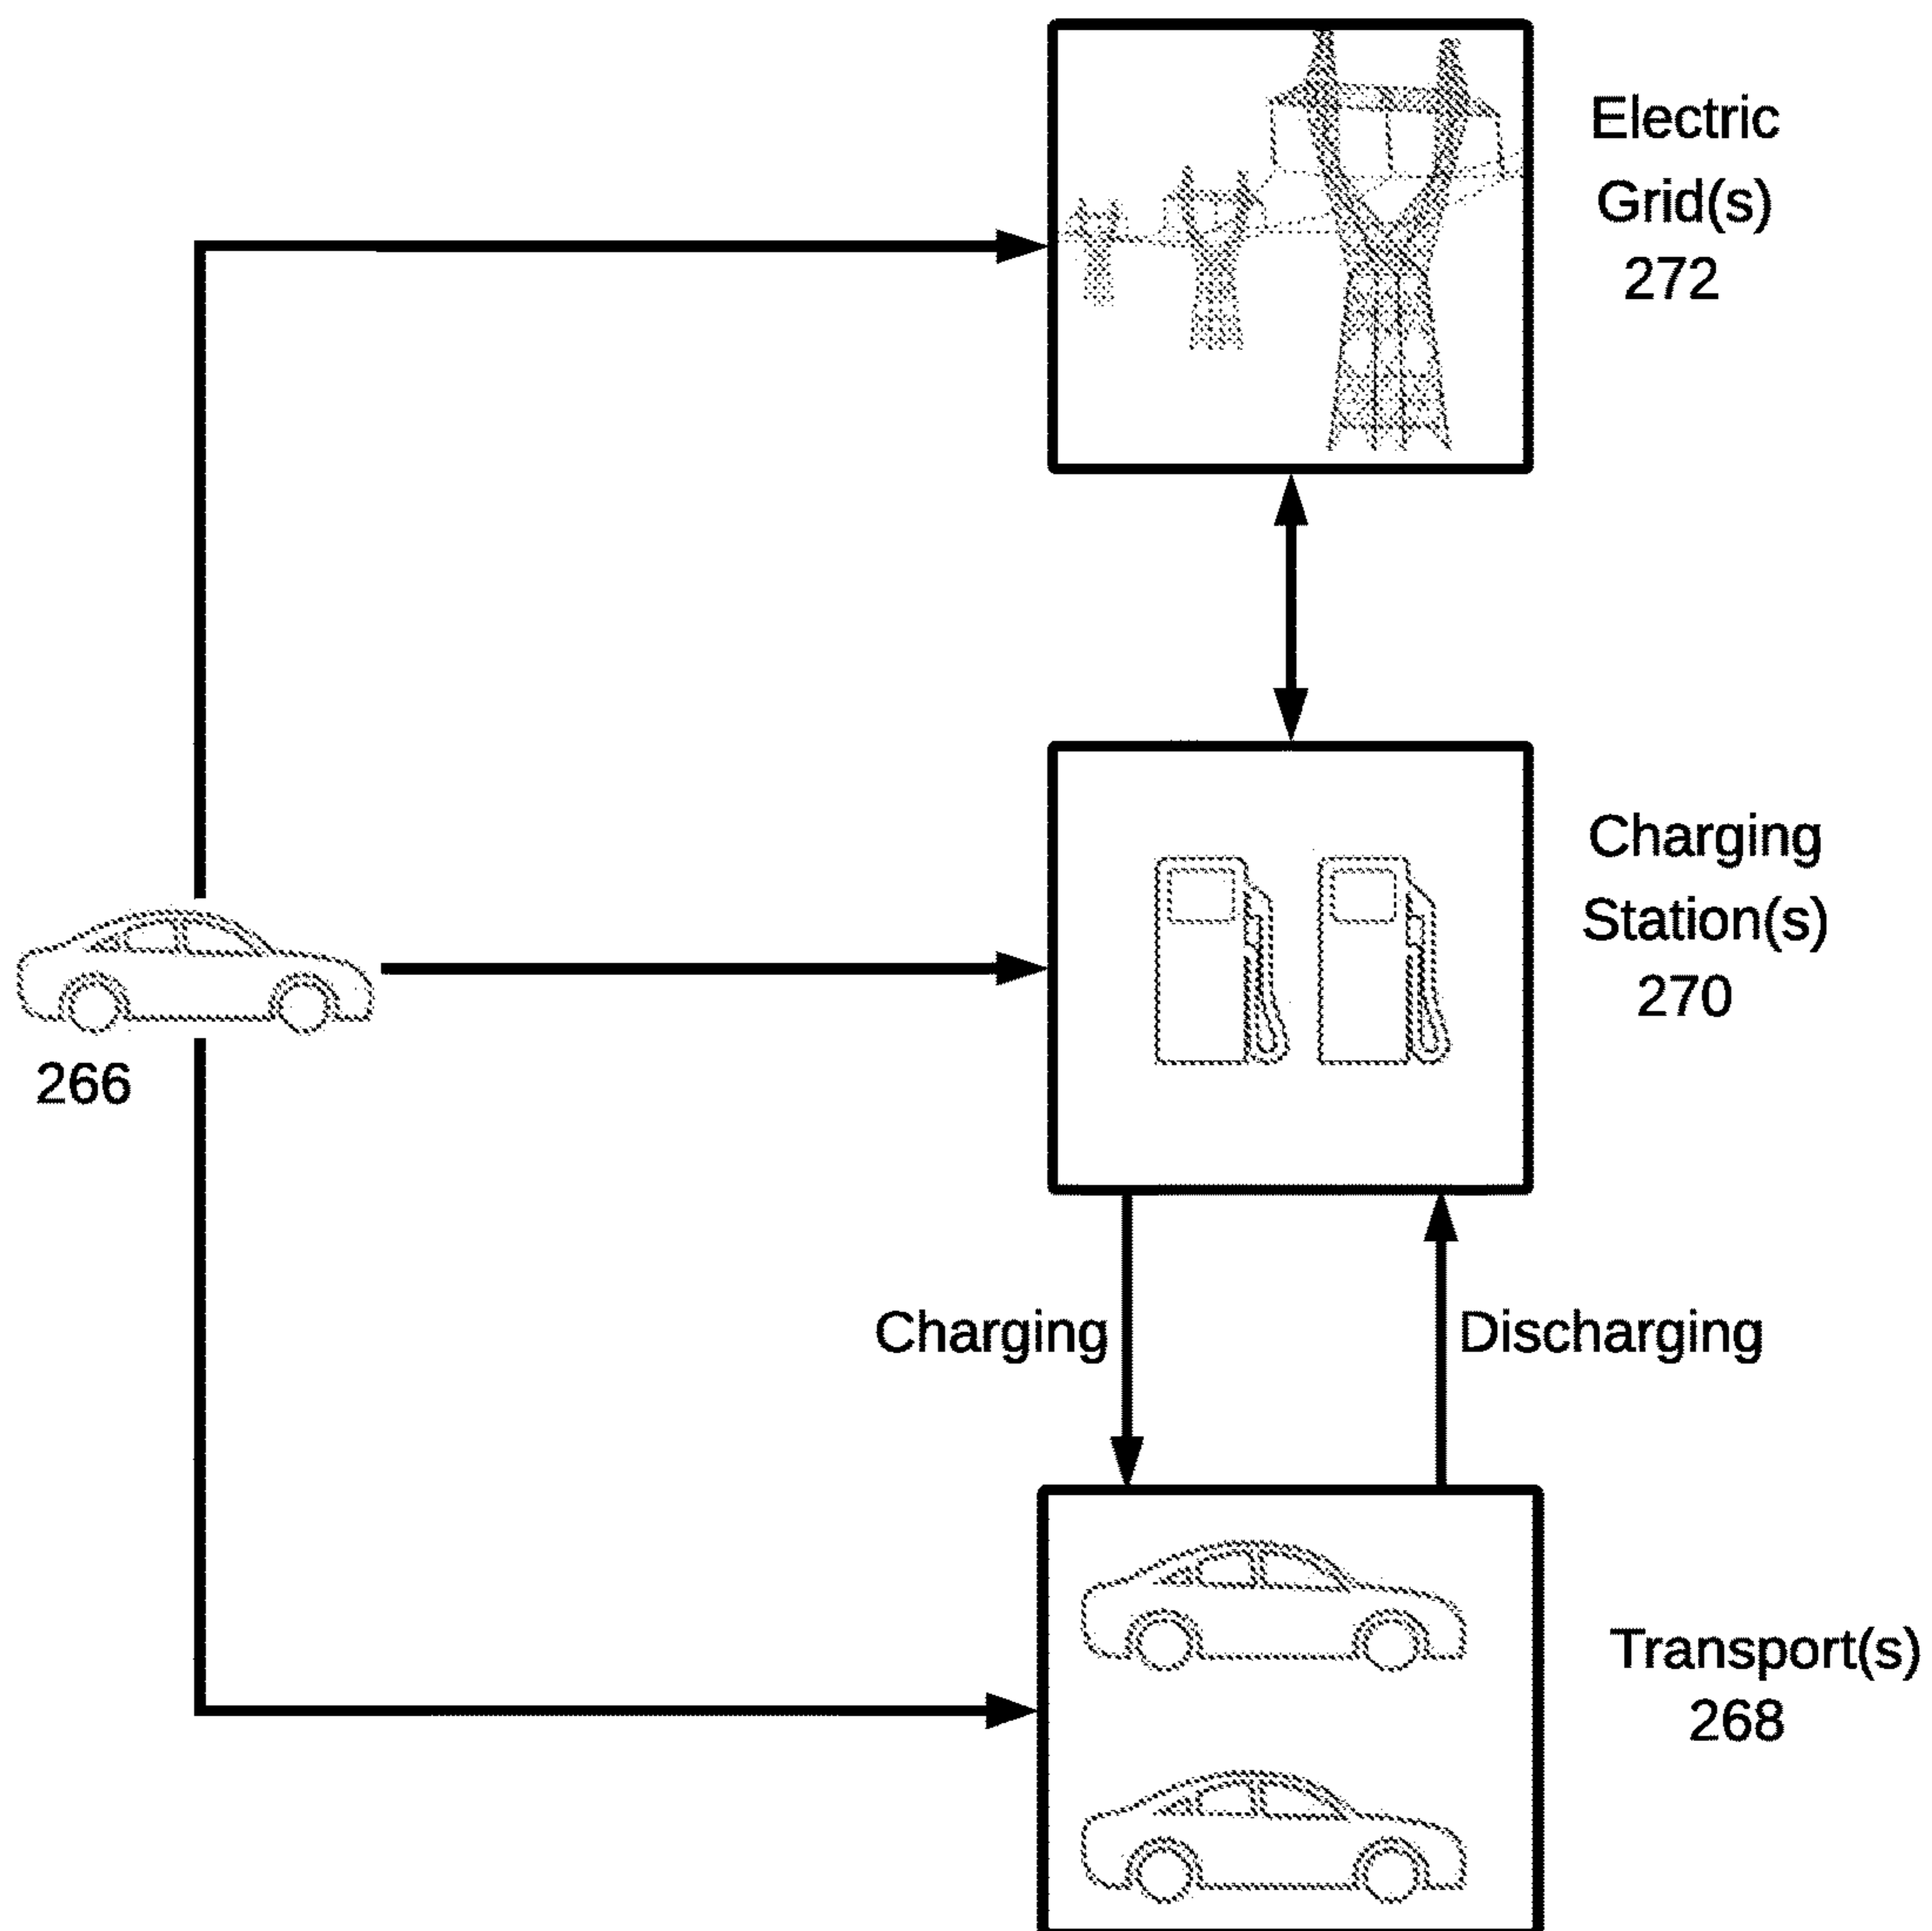 Electric
Grid(s)
272
Charging
Station(s)
270
266
Charging
Discharging
Transport(s)
268